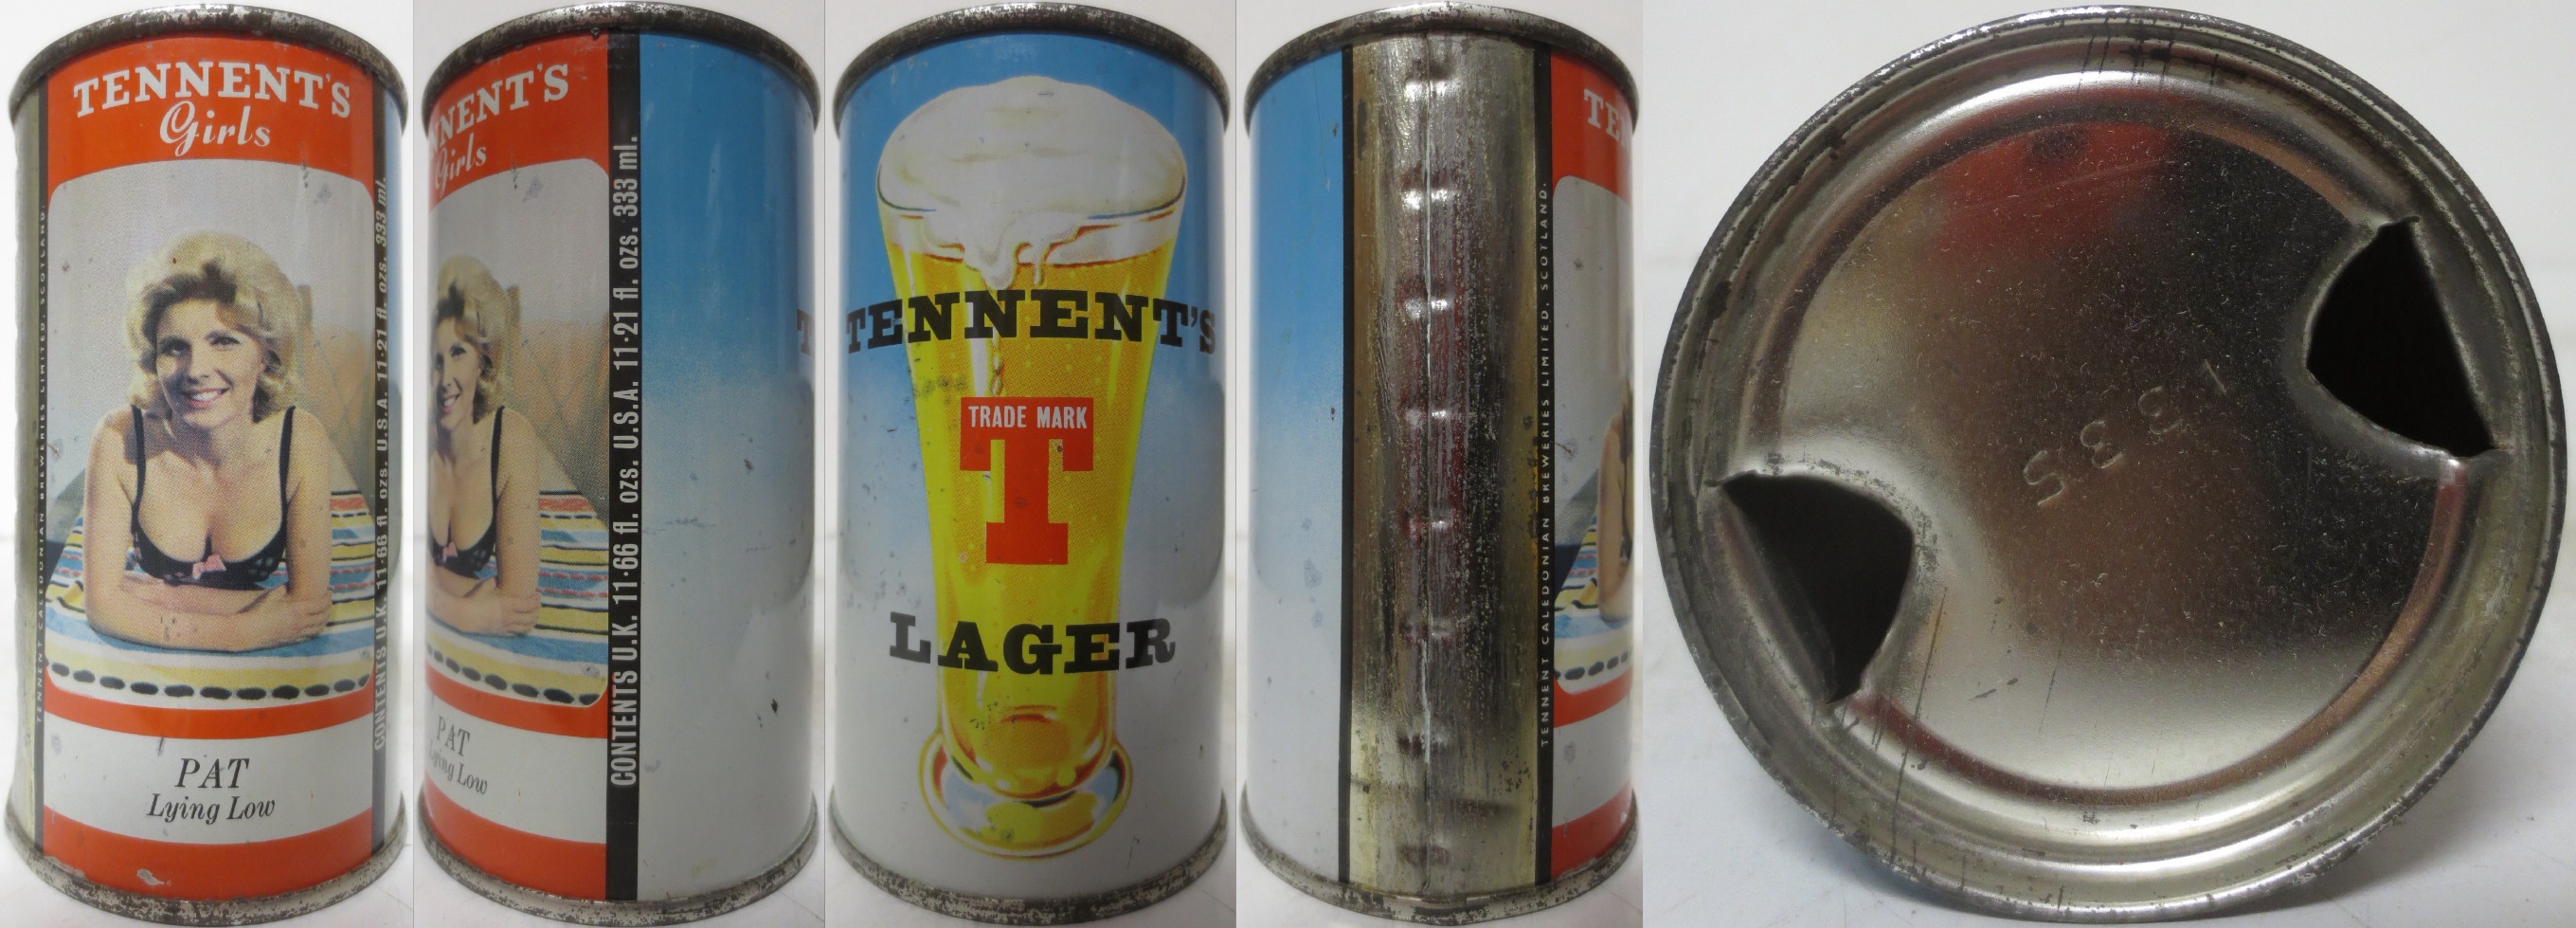 TENNENT'S
Girls
TENNENT CALEDONIAN BREWERIES LIMITED. SCOTLAND.
CONTENTS U.K. 11·66 fl. ozs. U.S.A. 11·21 fl. ozs. 333 ml.
PAT
Lying Low
NENT'S
Girls
PAT
Lying Low
CONTENTS U.K. 11·66 fl. ozs. U.S.A. 11·21 fl. ozs. 333 ml.
T
TENNENT'S
TRADE MARK
T
LAGER
TE
TENNENT CALEDONIAN BREWERIES LIMITED. SCOTLAND.